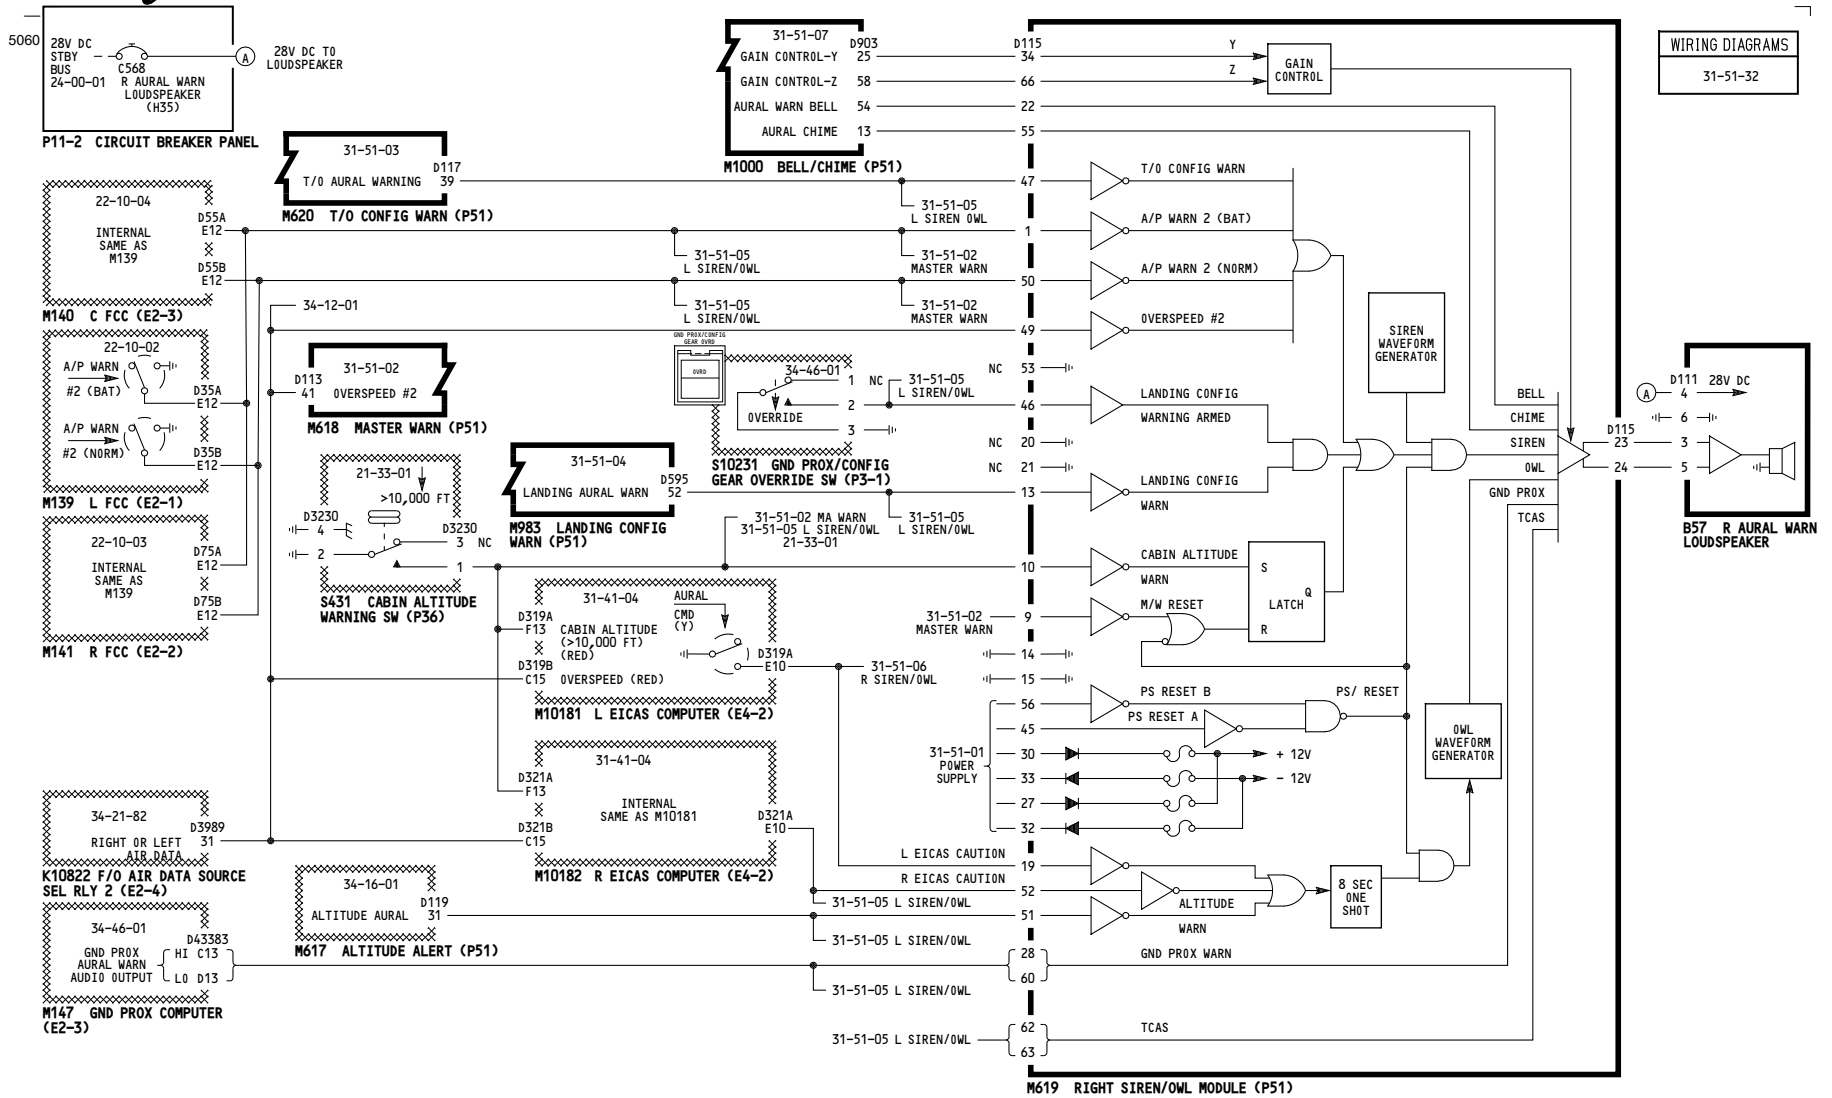 5060
28V DC
STBY
BUS
24-00-01
C568
R AURAL WARN
LOUDSPEAKER
(H35)
A
28V DC TO
LOUDSPEAKER
P11-2 CIRCUIT BREAKER PANEL
31-51-07
D903
GAIN CONTROL-Y 25
GAIN CONTROL-Z 58
AURAL WARN BELL 54
AURAL CHIME 13
M1000 BELL/CHIME (P51)
D115
34
66
22
55
Y
Z
GAIN
CONTROL
WIRING DIAGRAMS
31-51-32
31-51-03
D117
T/O AURAL WARNING 39
M620 T/O CONFIG WARN (P51)
31-51-05
L SIREN OWL
47
T/O CONFIG WARN
22-10-04
INTERNAL
SAME AS
M139
D55A
E12
D55B
E12
M140 C FCC (E2-3)
31-51-05
L SIREN/OWL
31-51-02
MASTER WARN
1
A/P WARN 2 (BAT)
31-51-05
L SIREN/OWL
31-51-02
MASTER WARN
50
A/P WARN 2 (NORM)
34-12-01
49
OVERSPEED #2
22-10-02
A/P WARN
#2 (BAT)
D35A
E12
A/P WARN
#2 (NORM)
D35B
E12
M139 L FCC (E2-1)
31-51-02
D113
41
OVERSPEED #2
M618 MASTER WARN (P51)
GND PROX/CONFIG
GEAR OVRD
OVRD
34-46-01
1 NC
2
3
OVERRIDE
31-51-05
L SIREN/OWL
S10231 GND PROX/CONFIG
GEAR OVERRIDE SW (P3-1)
NC 53
46
LANDING CONFIG
WARNING ARMED
NC 20
NC 21
SIREN
WAVEFORM
GENERATOR
22-10-03
INTERNAL
SAME AS
M139
D75A
E12
D75B
E12
M141 R FCC (E2-2)
21-33-01
>10,000 FT
D3230
4
2
D3230
3 NC
1
S431 CABIN ALTITUDE
WARNING SW (P36)
31-51-04
D595
LANDING AURAL WARN 52
M983 LANDING CONFIG
WARN (P51)
31-51-02 MA WARN
31-51-05 L SIREN/OWL
21-33-01
31-51-05
L SIREN/OWL
13
LANDING CONFIG
WARN
10
CABIN ALTITUDE
WARN
S
Q
LATCH
R
31-51-02
MASTER WARN
9
M/W RESET
14
15
BELL
CHIME
SIREN
OWL
GND PROX
TCAS
D115
23
24
A
D111
4
28V DC
6
3
5
B57 R AURAL WARN
LOUDSPEAKER
31-41-04
D319A
F13
CABIN ALTITUDE
(>10,000 FT)
(RED)
AURAL
CMD
(Y)
D319A
E10
D319B
C15
OVERSPEED (RED)
M10181 L EICAS COMPUTER (E4-2)
31-51-06
R SIREN/OWL
56
PS RESET B
45
PS RESET A
PS/ RESET
31-51-01
POWER
SUPPLY
30
33
27
32
+ 12V
- 12V
OWL
WAVEFORM
GENERATOR
31-41-04
D321A
F13
INTERNAL
SAME AS M10181
D321A
E10
D321B
C15
M10182 R EICAS COMPUTER (E4-2)
34-21-82
D3989
RIGHT OR LEFT 31
AIR DATA
K10822 F/O AIR DATA SOURCE
SEL RLY 2 (E2-4)
L EICAS CAUTION 19
R EICAS CAUTION 52
31-51-05 L SIREN/OWL
51
ALTITUDE
WARN
8 SEC
ONE
SHOT
34-16-01
D119
ALTITUDE AURAL 31
M617 ALTITUDE ALERT (P51)
31-51-05 L SIREN/OWL
34-46-01
D43383
GND PROX
AURAL WARN
AUDIO OUTPUT
HI C13
LO D13
M147 GND PROX COMPUTER
(E2-3)
31-51-05 L SIREN/OWL
28
60
GND PROX WARN
31-51-05 L SIREN/OWL
62
63
TCAS
M619 RIGHT SIREN/OWL MODULE (P51)